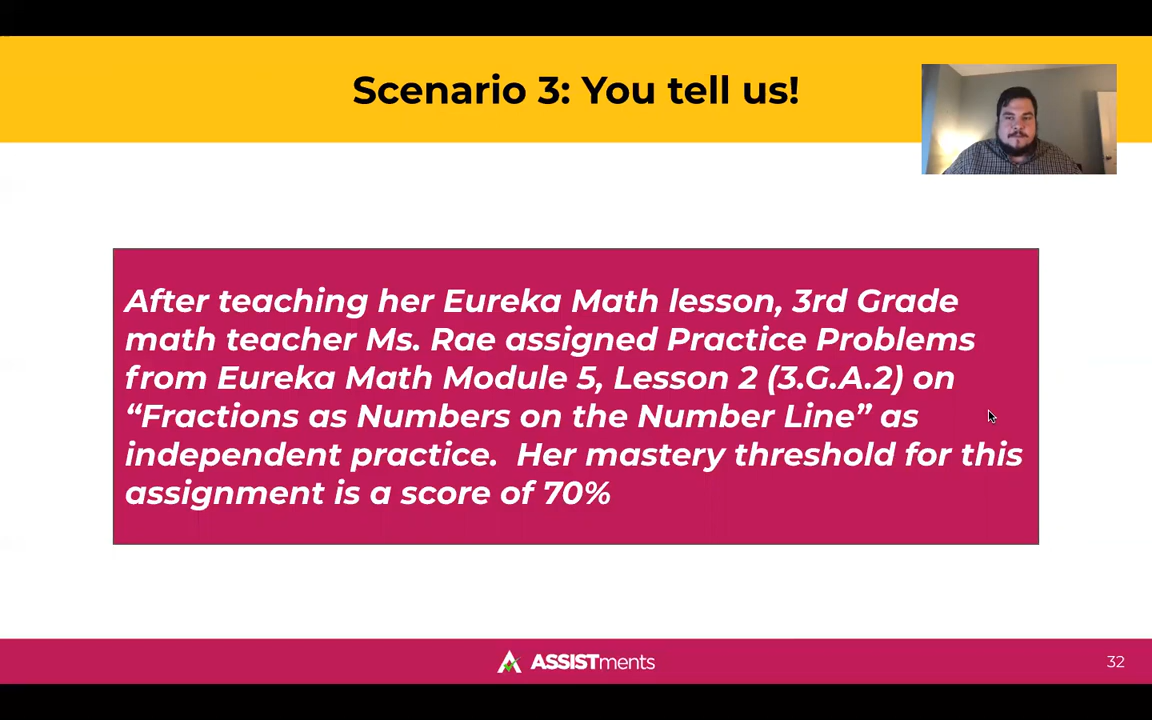 Scenario 3: You tell us!
After teaching her Eureka Math lesson, 3rd Grade
math teacher Ms. Rae assigned Practice Problems
from Eureka Math Module 5, Lesson 2 (3.G.A.2) on
“Fractions as Numbers on the Number Line” as
independent practice.  Her mastery threshold for this
assignment is a score of 70%
ASSISTments
32